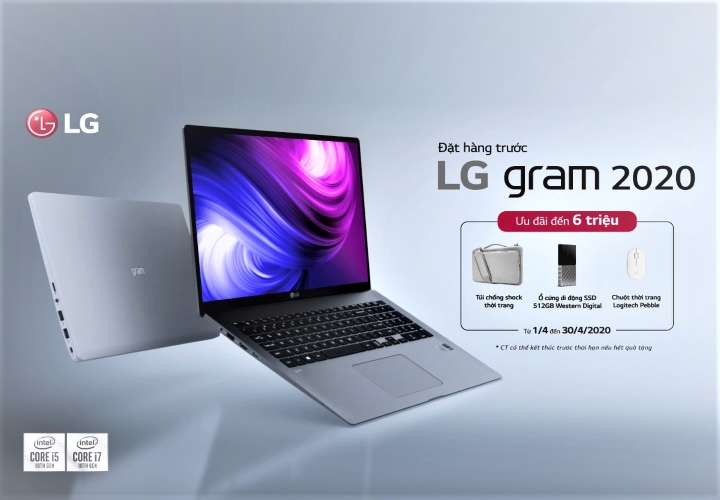 LG
Đặt hàng trước
LG gram 2020
Ưu đãi đến 6 triệu
Túi chống shock
thời trang
Ổ cứng di động SSD
512GB Western Digital
Chuột thời trang
Logitech Pebble
Từ 1/4 đến 30/4/2020
* CT có thể kết thúc trước thời hạn nếu hết quà tặng
gram
LG
intel
CORE i5
10TH GEN
intel
CORE i7
10TH GEN